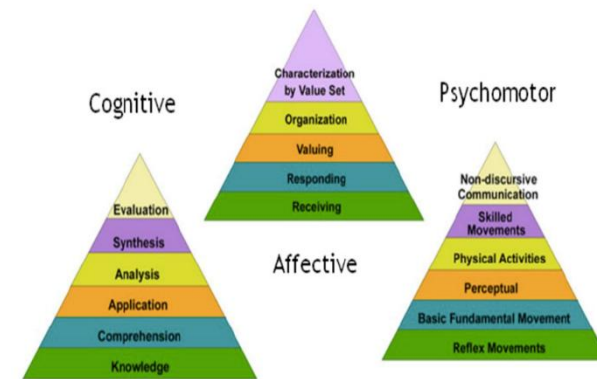 Cognitive
Evaluation
Synthesis
Analysis
Application
Comprehension
Knowledge
Characterization
by Value Set
Organization
Valuing
Responding
Receiving
Affective
Psychomotor
Non-discursive
Communication
Skilled
Movements
Physical Activities
Perceptual
Basic Fundamental Movement
Reflex Movements